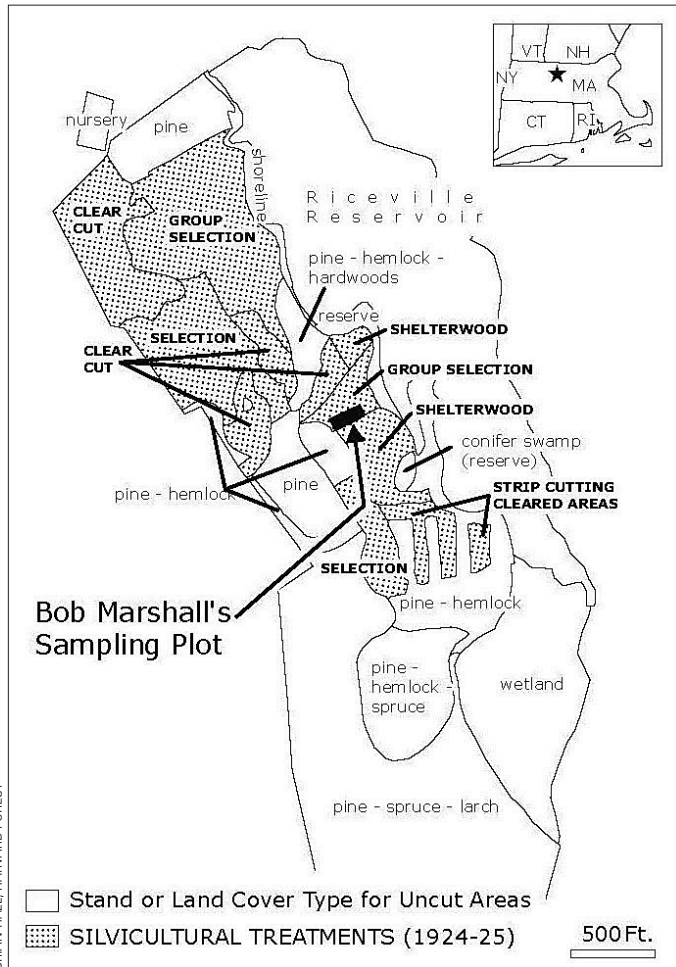 VT
NH
NY
MA
CT
RI
nursery
pine
shoreline
Riceville
Reservoir
CLEAR
CUT
GROUP
SELECTION
pine - hemlock -
hardwoods
reserve
SHELTERWOOD
SELECTION
CLEAR
CUT
GROUP SELECTION
SHELTERWOOD
conifer swamp
(reserve)
pine - hemlock
pine
STRIP CUTTING
CLEARED AREAS
SELECTION
Bob Marshall's
Sampling Plot
pine - hemlock
pine -
hemlock -
spruce
wetland
pine - spruce - larch
Stand or Land Cover Type for Uncut Areas
SILVICULTURAL TREATMENTS (1924-25)
500 Ft.